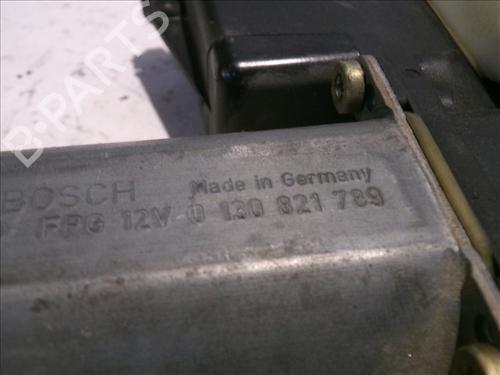 BOSCH Made in Germany
FPG 12V 0 130 821 789
B-PARTS